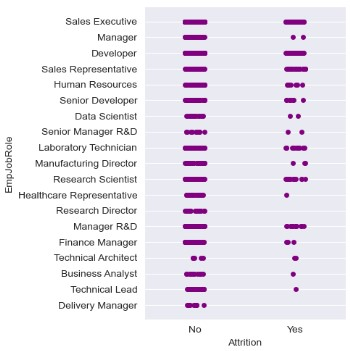 Sales Executive
Manager
Developer
Sales Representative
Human Resources
Senior Developer
Data Scientist
Senior Manager R&D
Laboratory Technician
Manufacturing Director
Research Scientist
Healthcare Representative
Research Director
Manager R&D
Finance Manager
Technical Architect
Business Analyst
Technical Lead
Delivery Manager
EmpJobRole
No Yes
Attrition